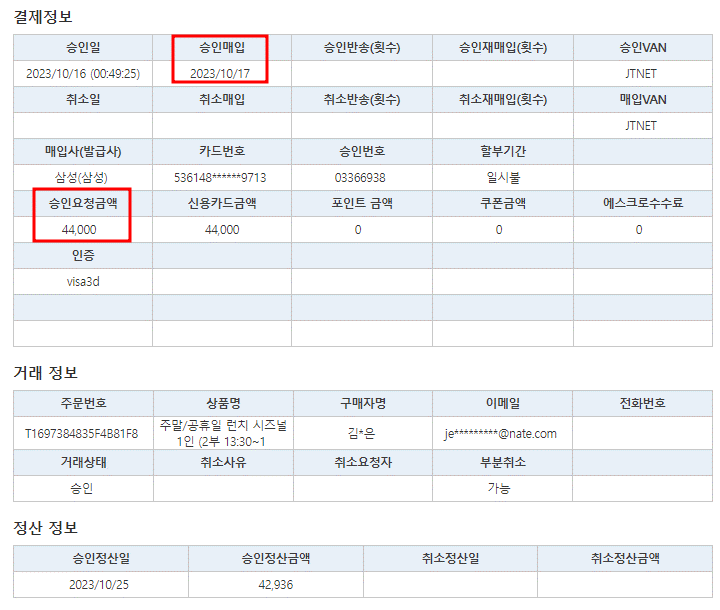 결제정보
승인일 승인매입 승인반송(횟수) 승인재매입(횟수) 승인VAN
2023/10/16 (00:49:25) 2023/10/17 JTNET
취소일 취소매입 취소반송(횟수) 취소재매입(횟수) 매입VAN
JTNET
매입사(발급사) 카드번호 승인번호 할부기간
삼성(삼성) 536148******9713 03366938 일시불
승인요청금액 신용카드금액 포인트 금액 쿠폰금액 에스크로수수료
44,000 44,000 0 0 0
인증
visa3d
거래 정보
주문번호 상품명 구매자명 이메일 전화번호
T1697384835F4B81F8 주말/공휴일 런치 시즈널 김*은 je*********@nate.com
1인 (2부 13:30~1
거래상태 취소사유 취소요청자 부분취소
승인 가능
정산 정보
승인정산일 승인정산금액 취소정산일 취소정산금액
2023/10/25 42,936